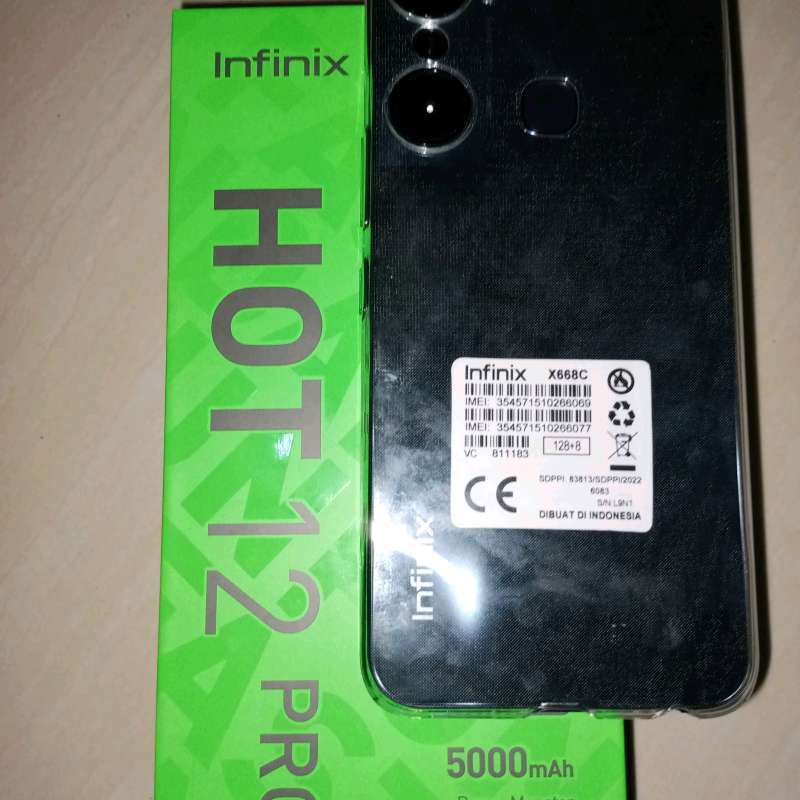 Infinix
HOT 12 PRO
5000mAh
Infinix X668C
IMEI: 354571510266069
IMEI: 354571510266077
VC 811183 128+8
SDPPI: 83813/SDPPI/2022
6083
S/N:L9N1
CE
DIBUAT DI INDONESIA
Infinix